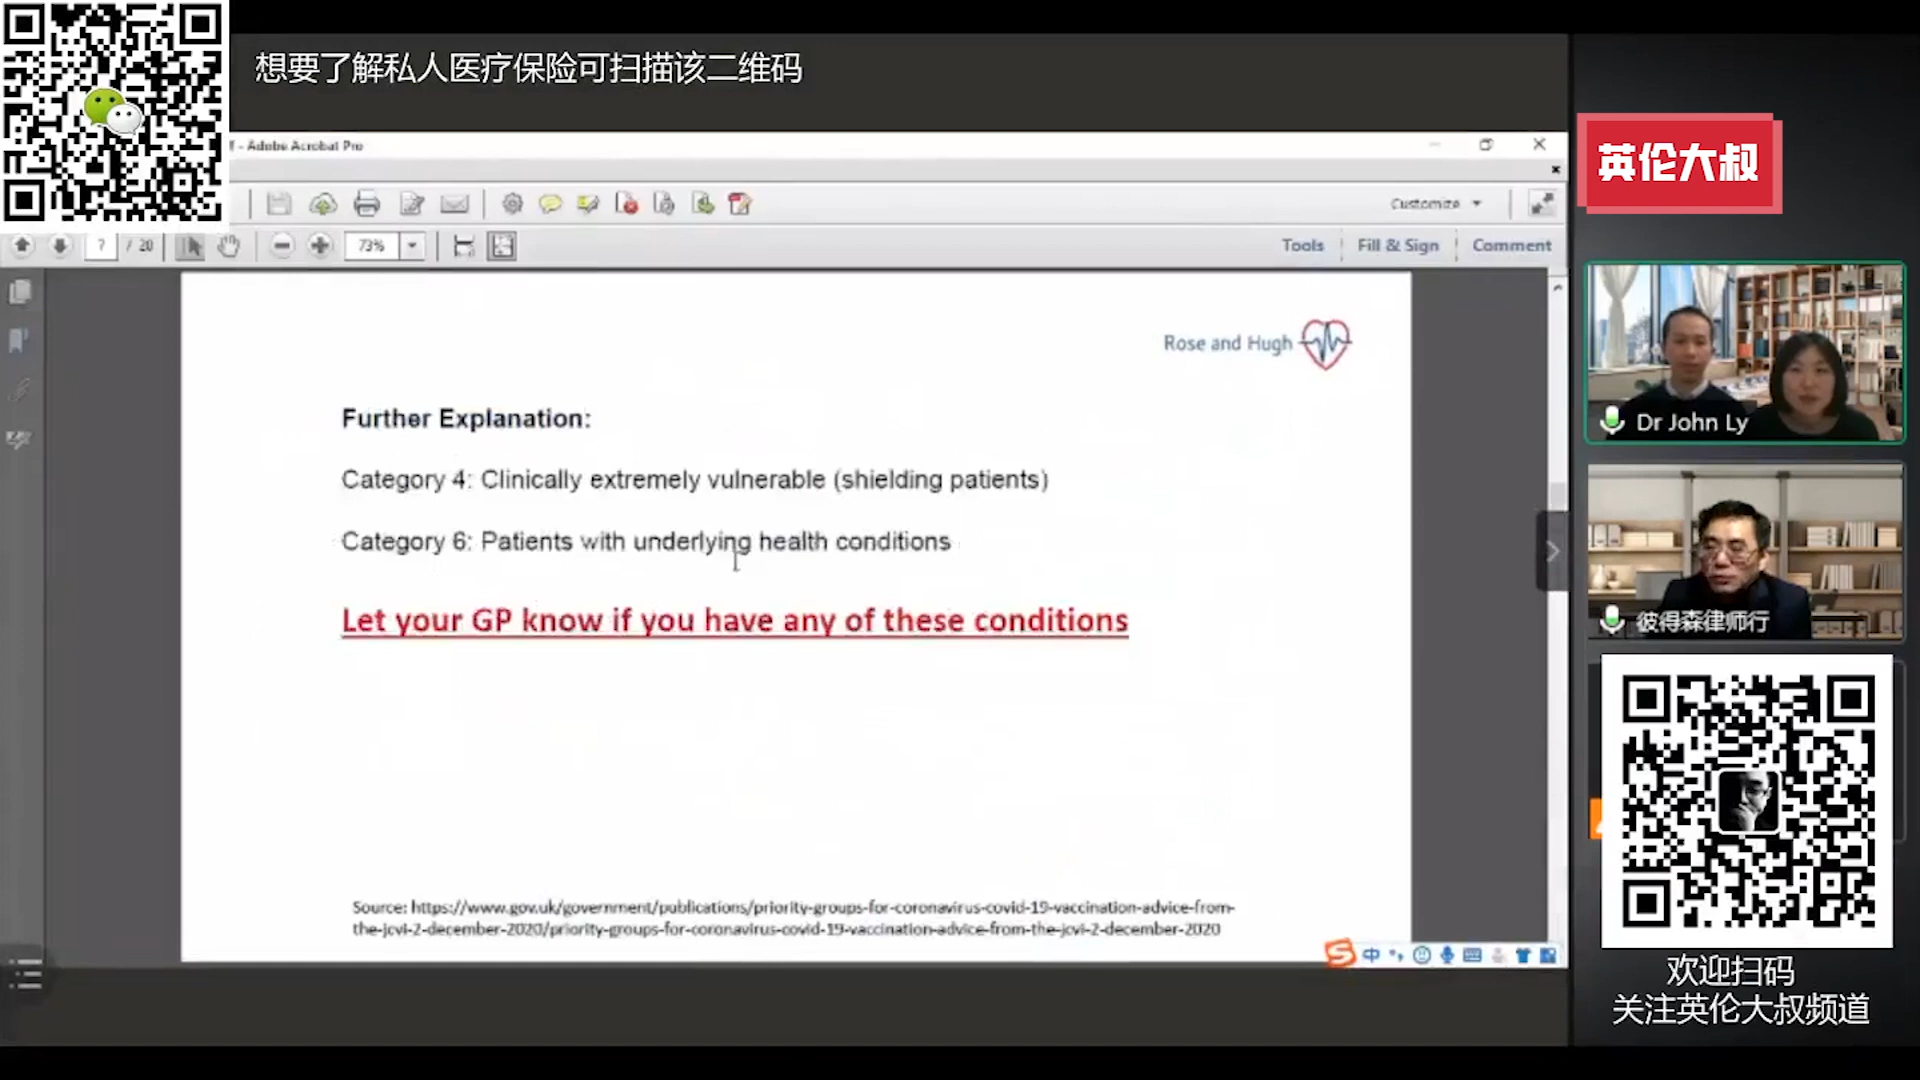 想要了解私人医疗保险可扫描该二维码
f - Adobe Acrobat Pro
Customize
7 / 20
73%
Tools
Fill & Sign
Comment
Rose and Hugh
Further Explanation:
Category 4: Clinically extremely vulnerable (shielding patients)
Category 6: Patients with underlying health conditions
Let your GP know if you have any of these conditions
Source: https://www.gov.uk/government/publications/priority-groups-for-coronavirus-covid-19-vaccination-advice-from-
the-jcvi-2-december-2020/priority-groups-for-coronavirus-covid-19-vaccination-advice-from-the-jcvi-2-december-2020
中
英伦大叔
Dr John Ly
彼得森律师行
欢迎扫码
关注英伦大叔频道